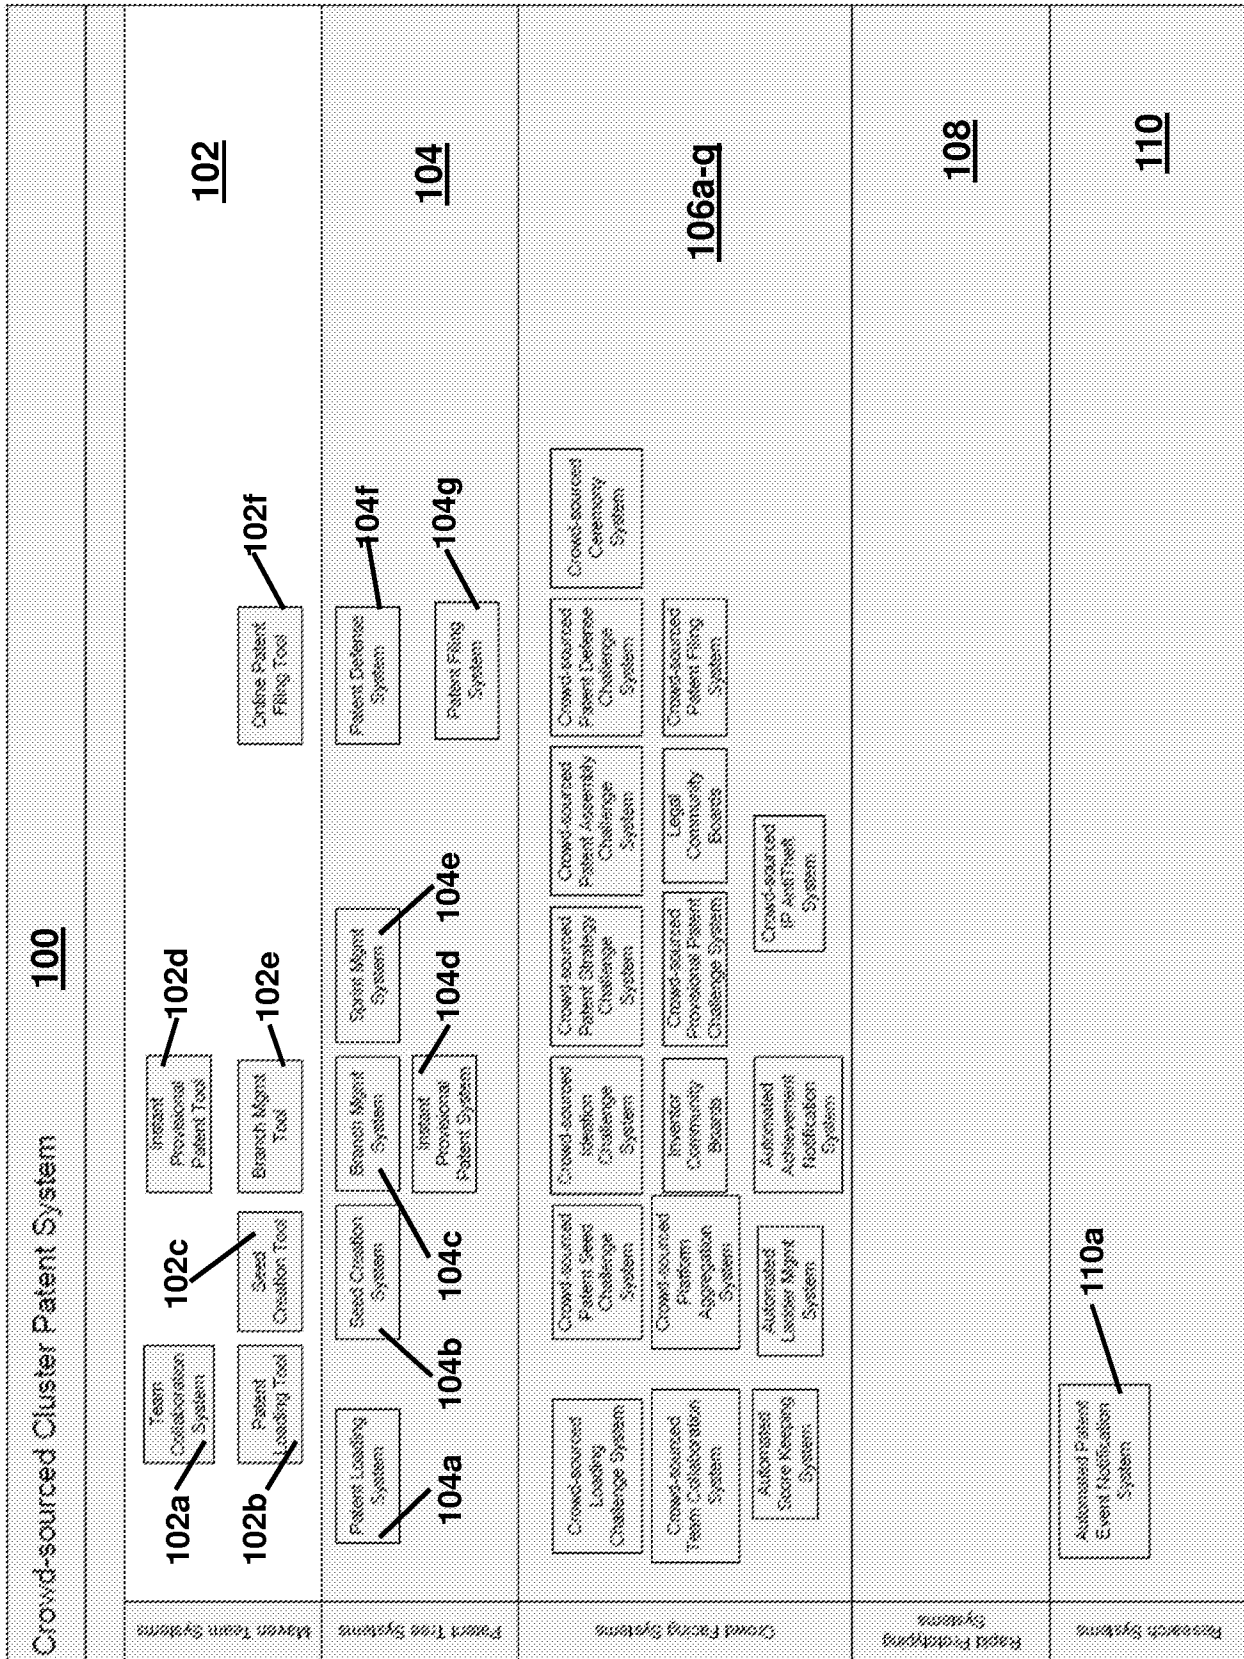 Crowd-sourced Cluster Patent System
100
Maven Team Systems
Team
Collaboration
System
102a
Patent
Loading Tool
102b
Seed
Creation Tool
102c
Instant
Provisional
Patent Tool
102d
Branch Mgmt
Tool
102e
Online Patent
Filing Tool
102f
102
Patent Tree Systems
Patent Loading
System
104a
Seed Creation
System
104b
Branch Mgmt
System
104c
Instant
Provisional
Patent System
104d
Sprint Mgmt
System
104e
Patent Defense
System
104f
Patent Filing
System
104g
104
Crowd Facing Systems
Crowd-sourced
Loading
Challenge System
Crowd-sourced
Patent Seed
Challenge
System
Crowd-sourced
Ideation
Challenge
System
Crowd-sourced
Patent Strategy
Challenge
System
Crowd-sourced
Patent Assembly
Challenge
System
Crowd-sourced
Patent Defense
Challenge
System
Crowd-sourced
Ceremony
System
Crowd-sourced
Team Collaboration
System
Crowd-sourced
Platform
Aggregation
System
Inventor
Community
Boards
Crowd-sourced
Provisional Patent
Challenge System
Legal
Community
Boards
Crowd-sourced
Patent Filing
System
Automated
Score Keeping
System
Automated
Ladder Mgmt
System
Automated
Achievement
Notification
System
Crowd-sourced
IP AntiTheft
System
106a-q
Rapid Prototyping
Systems
108
Research Systems
Automated Patent
Event Notification
System
110a
110